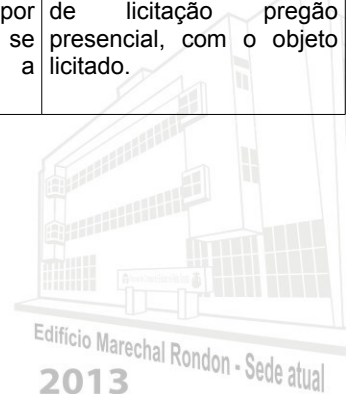 por de licitação pregão
se presencial, com o objeto
a licitado.
Edifício Marechal Rondon - Sede atual
2013